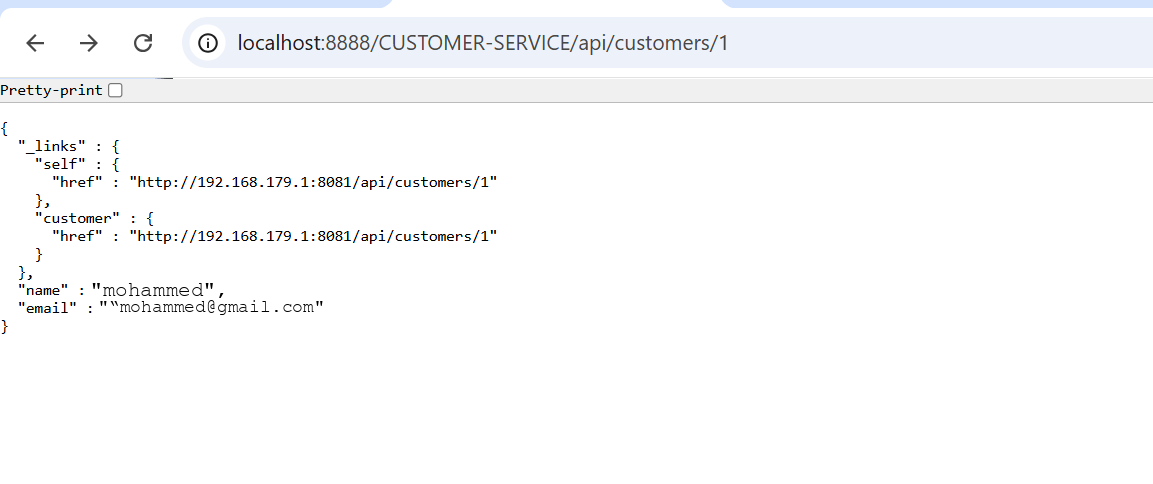 localhost:8888/CUSTOMER-SERVICE/api/customers/1
Pretty-print
{
  "_links" : {
    "self" : {
      "href" : "http://192.168.179.1:8081/api/customers/1"
    },
    "customer" : {
      "href" : "http://192.168.179.1:8081/api/customers/1"
    }
  },
  "name" : "mohammed",
  "email" : "“mohammed@gmail.com"
}